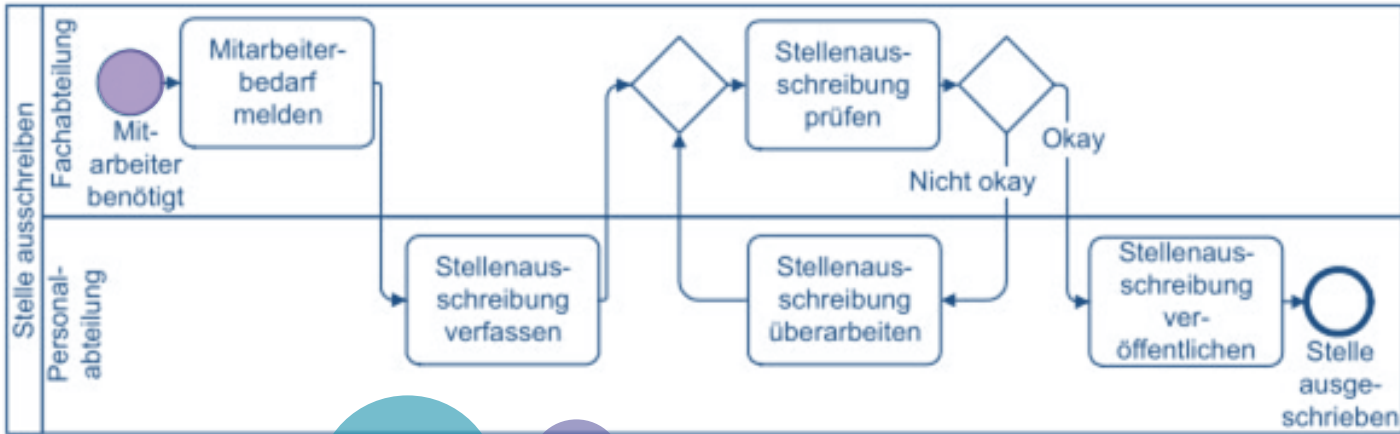 Stelle ausschreiben
Fachabteilung
Mit-
arbeiter
benötigt
Mitarbeiter-
bedarf
melden
Stellenaus-
schreibung
prüfen
Okay
Nicht okay
Personal-
abteilung
Stellenaus-
schreibung
verfassen
Stellenaus-
schreibung
überarbeiten
Stellenaus-
schreibung
ver-
öffentlichen
Stelle
ausge-
schrieben